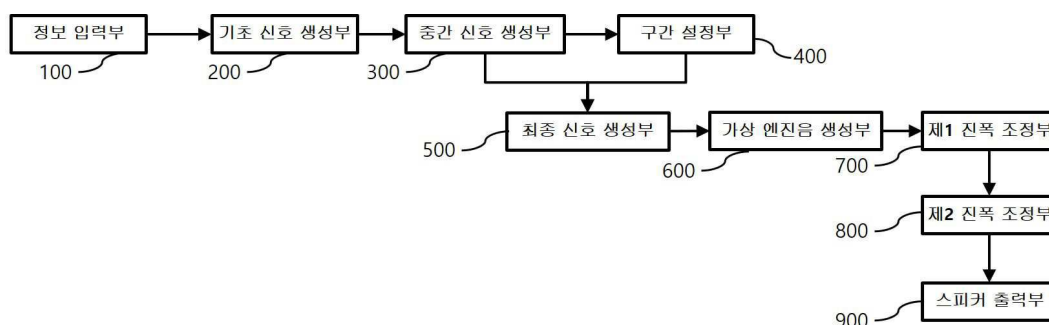 정보 입력부
기초 신호 생성부
중간 신호 생성부
구간 설정부
100
200
300
400
최종 신호 생성부
가상 엔진음 생성부
제1 진폭 조정부
500
600
700
제2 진폭 조정부
800
스피커 출력부
900